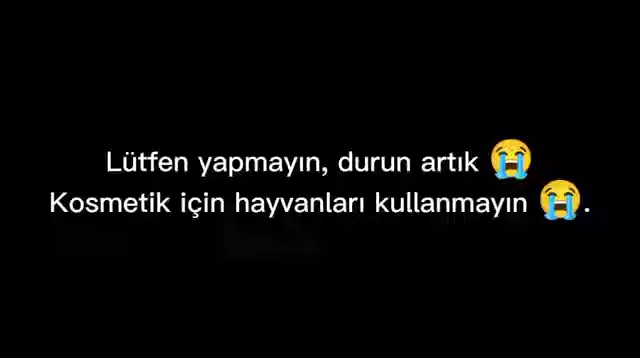 Lütfen yapmayın, durun artık 😭
Kosmetik için hayvanları kullanmayın 😭.